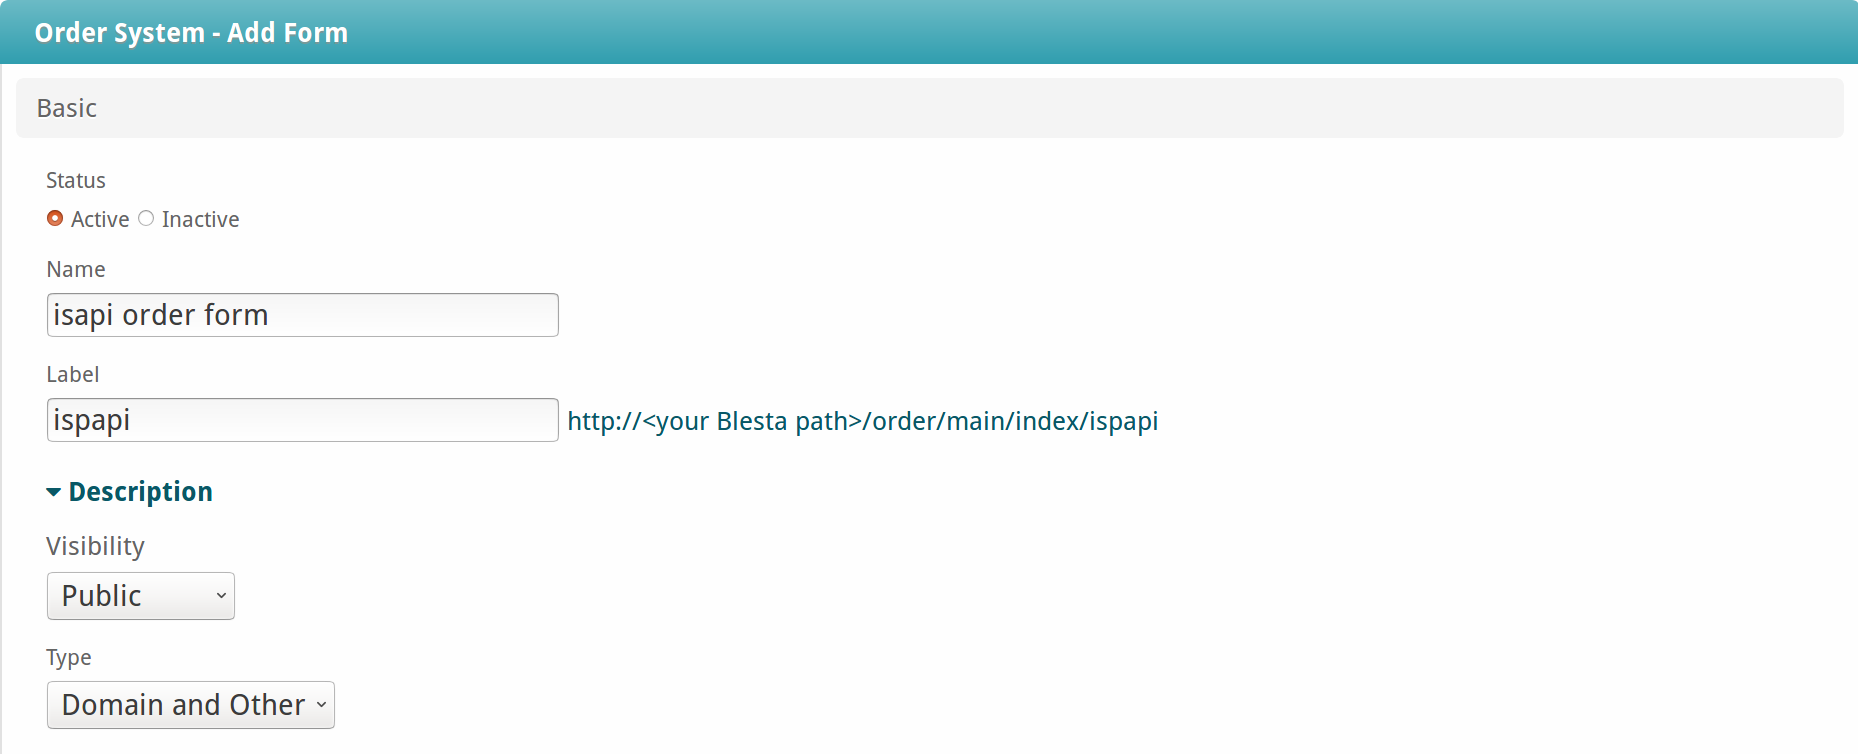 Order System - Add Form
Basic
Status
Active Inactive
Name
isapi order form
Label
ispapi http://<your Blesta path>/order/main/index/ispapi
Description
Visibility
Public
Type
Domain and Other